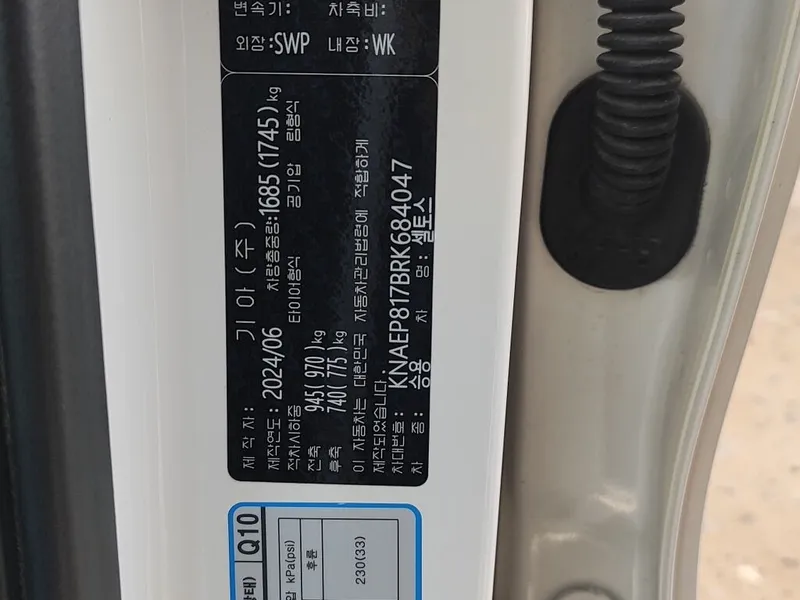 변속기: 차축비:
외장:SWP 내장:WK
제 작 자: 기 아 ( 주 )
제작연도: 2024/06 차량총중량:1685(1745)kg
적차시하중 타이어형식 공기압 림형식
전축 945( 970)kg
후축 740( 775)kg
이 자동차는 대한민국 자동차관리법령에 적합하게
제작되었습니다.
차대번호: KNAEP817BRK684047
차 종: 승용 차 명: 셀토스
Q10
kPa(psi)
후륜
230(33)